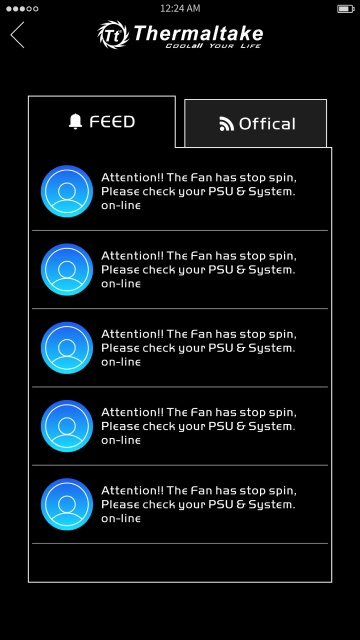 12:24 AM
Tt Thermaltake
COOLall YOUR LIFE
FEED
Offical
Attention!! The Fan has stop spin,
Please check your PSU & System.
on-line
Attention!! The Fan has stop spin,
Please check your PSU & System.
on-line
Attention!! The Fan has stop spin,
Please check your PSU & System.
on-line
Attention!! The Fan has stop spin,
Please check your PSU & System.
on-line
Attention!! The Fan has stop spin,
Please check your PSU & System.
on-line